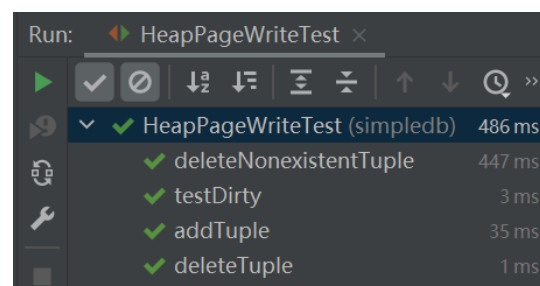 Run: HeapPageWriteTest ×
HeapPageWriteTest (simpledb) 486 ms
deleteNonexistentTuple 447 ms
testDirty 3 ms
addTuple 35 ms
deleteTuple 1 ms